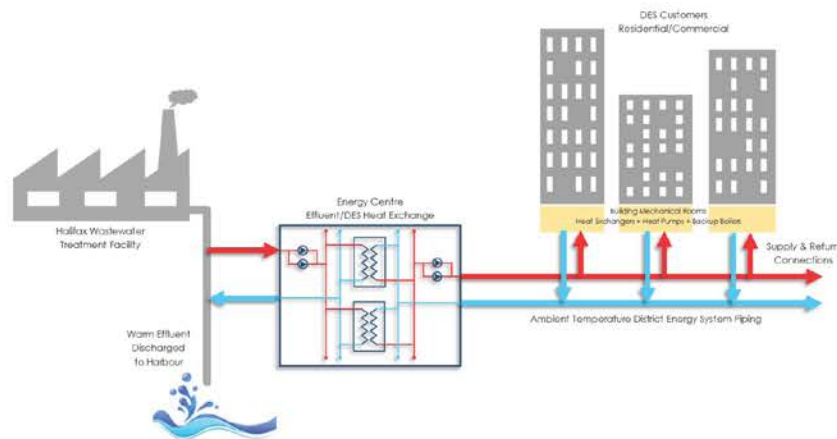 DES Customers
Residential/Commercial
Halifax Wastewater
Treatment Facility
Energy Centre
Effluent/DES Heat Exchange
Building Mechanical Rooms
Heat Exchangers + Heat Pumps + Backup Boilers
Supply & Return
Connections
Ambient Temperature District Energy System Piping
Warm Effluent
Discharged
to Harbour